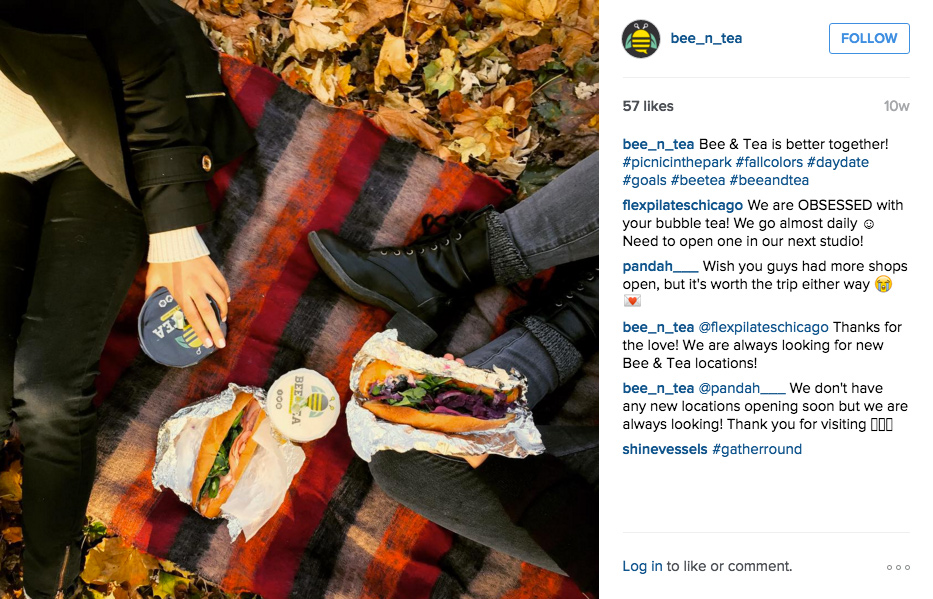 bee_n_tea
FOLLOW
57 likes
10w
bee_n_tea Bee & Tea is better together!
#picnicinthepark #fallcolors #daydate
#goals #beetea #beeandtea
flexpilateschicago We are OBSESSED with
your bubble tea! We go almost daily ☺
Need to open one in our next studio!
pandah___ Wish you guys had more shops
open, but it's worth the trip either way 😭
💌
bee_n_tea @flexpilateschicago Thanks for
the love! We are always looking for new
Bee & Tea locations!
bee_n_tea @pandah___ We don't have
any new locations opening soon but we are
always looking! Thank you for visiting ▯▯▯
shinevessels #gatherround
Log in to like or comment.
TEA
BEE TEA